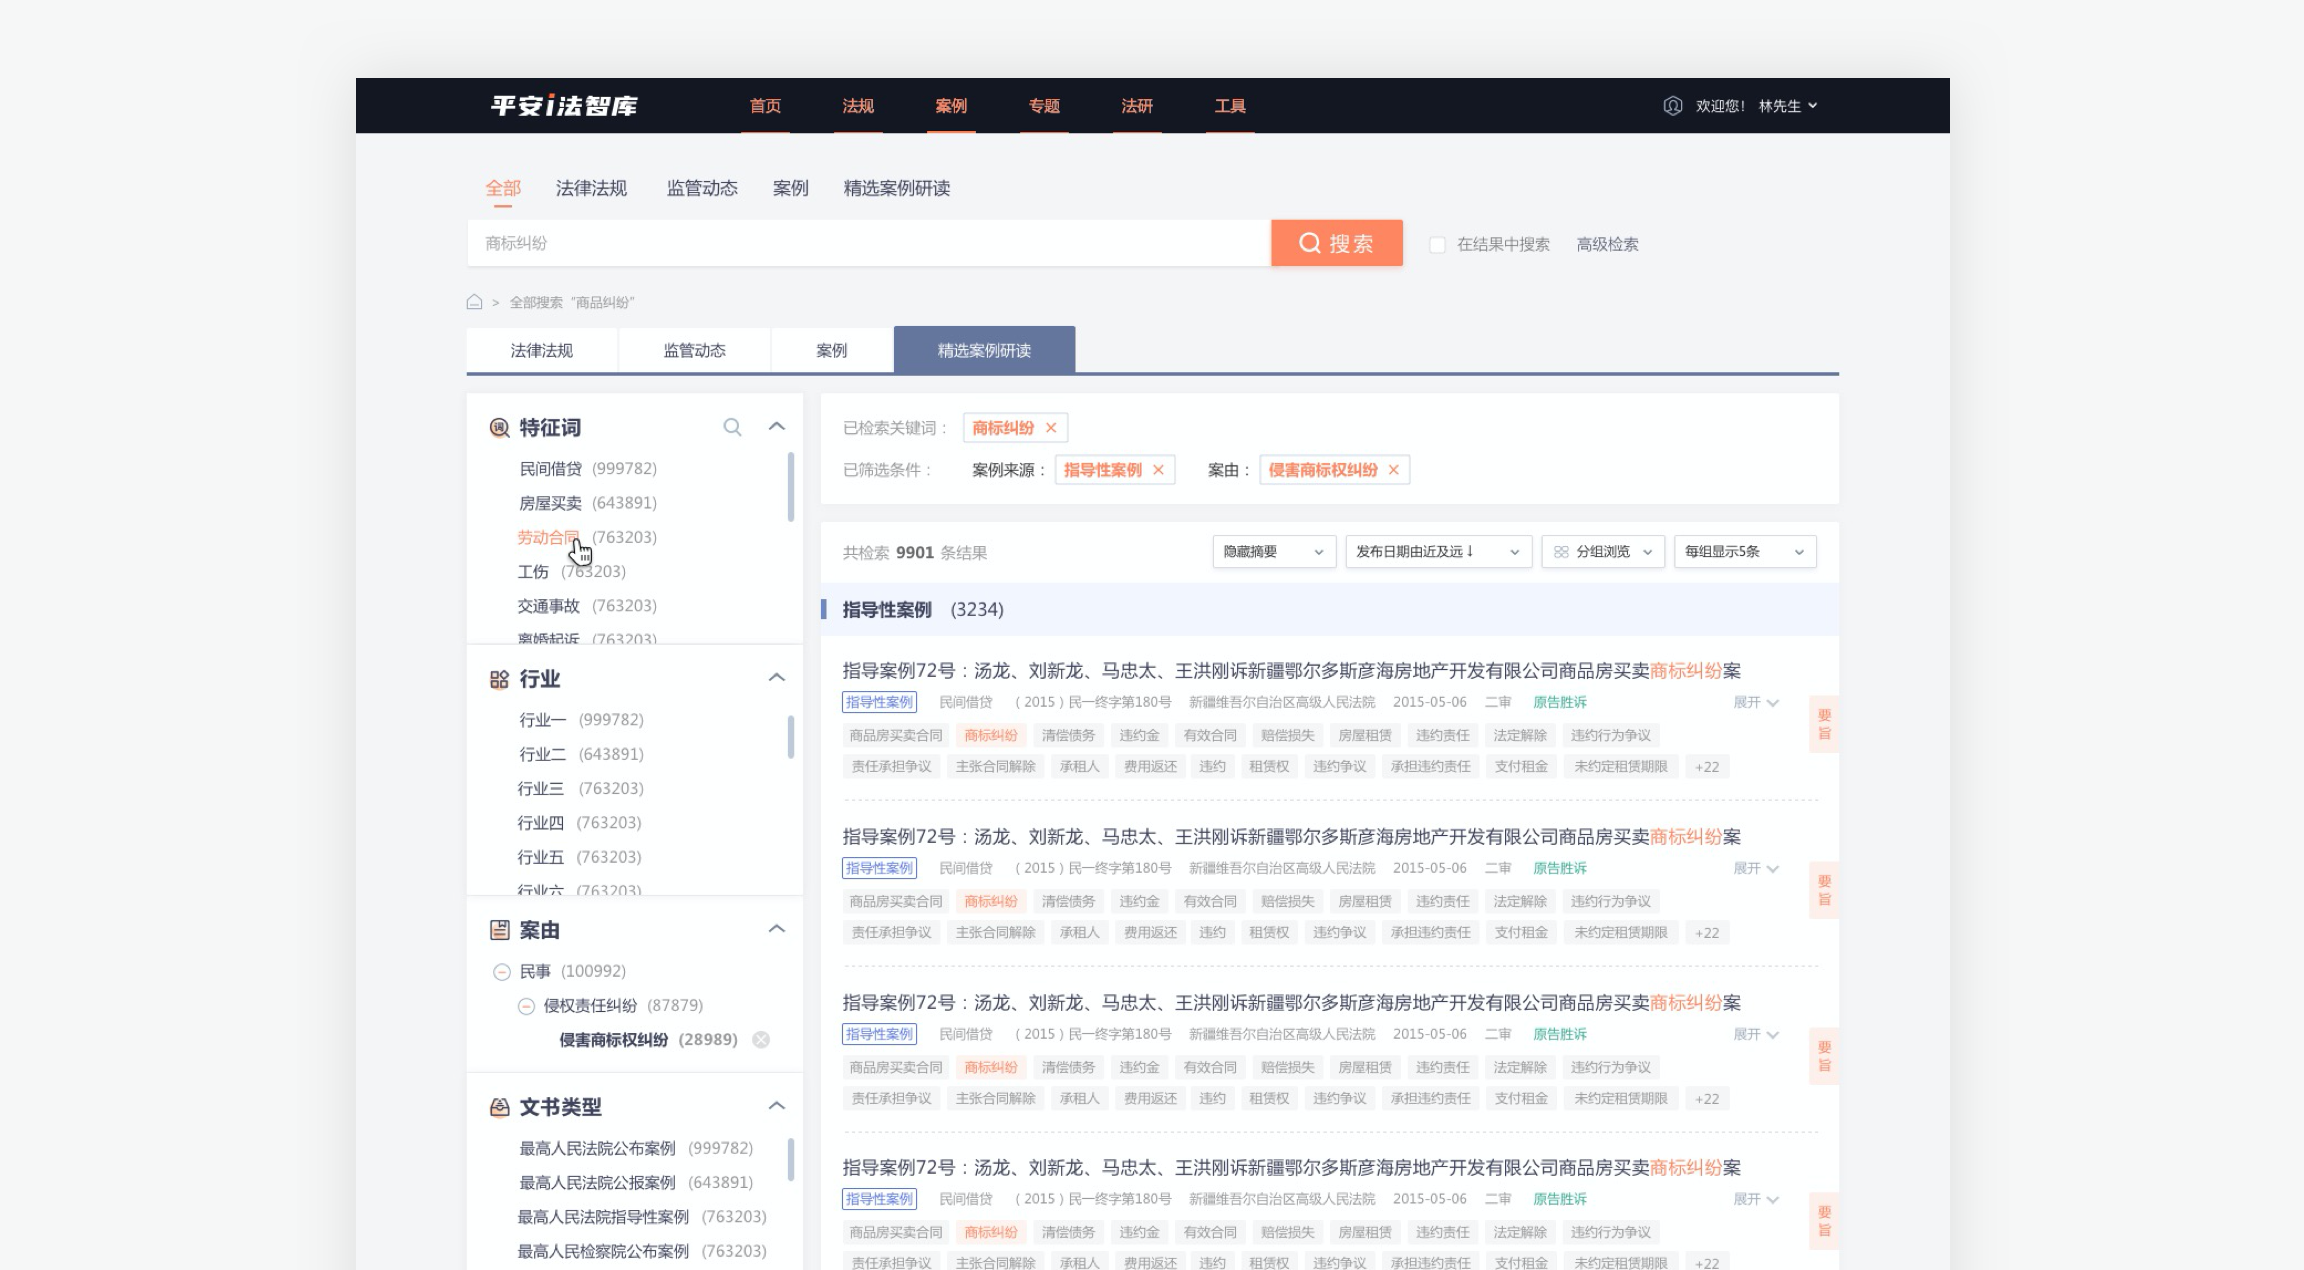 平安i法智库
首页 法规 案例 专题 法研 工具
欢迎您！ 林先生
全部 法律法规 监管动态 案例 精选案例研读
商标纠纷
搜索
在结果中搜索 高级检索
> 全部搜索 “商品纠纷”
法律法规 监管动态 案例 精选案例研读
特征词
民间借贷 (999782)
房屋买卖 (643891)
劳动合同 (763203)
工伤 (763203)
交通事故 (763203)
离婚起诉 (763203)
行业
行业一 (999782)
行业二 (643891)
行业三 (763203)
行业四 (763203)
行业五 (763203)
行业六 (763203)
案由
民事 (100992)
侵权责任纠纷 (87879)
侵害商标权纠纷 (28989)
文书类型
最高人民法院公布案例 (999782)
最高人民法院公报案例 (643891)
最高人民法院指导性案例 (763203)
最高人民检察院公布案例 (763203)
已检索关键词： 商标纠纷 ×
已筛选条件： 案例来源： 指导性案例 × 案由： 侵害商标权纠纷 ×
共检索 9901 条结果
隐藏摘要 发布日期由近及远↓ 分组浏览 每组显示5条
指导性案例 (3234)
指导案例72号：汤龙、刘新龙、马忠太、王洪刚诉新疆鄂尔多斯彦海房地产开发有限公司商品房买卖商标纠纷案
指导性案例 民间借贷 （2015）民一终字第180号 新疆维吾尔自治区高级人民法院 2015-05-06 二审 原告胜诉 展开
要旨
商品房买卖合同 商标纠纷 清偿债务 违约金 有效合同 赔偿损失 房屋租赁 违约责任 法定解除 违约行为争议
责任承担争议 主张合同解除 承租人 费用返还 违约 租赁权 违约争议 承担违约责任 支付租金 未约定租赁期限 +22
指导案例72号：汤龙、刘新龙、马忠太、王洪刚诉新疆鄂尔多斯彦海房地产开发有限公司商品房买卖商标纠纷案
指导性案例 民间借贷 （2015）民一终字第180号 新疆维吾尔自治区高级人民法院 2015-05-06 二审 原告胜诉 展开
要旨
商品房买卖合同 商标纠纷 清偿债务 违约金 有效合同 赔偿损失 房屋租赁 违约责任 法定解除 违约行为争议
责任承担争议 主张合同解除 承租人 费用返还 违约 租赁权 违约争议 承担违约责任 支付租金 未约定租赁期限 +22
指导案例72号：汤龙、刘新龙、马忠太、王洪刚诉新疆鄂尔多斯彦海房地产开发有限公司商品房买卖商标纠纷案
指导性案例 民间借贷 （2015）民一终字第180号 新疆维吾尔自治区高级人民法院 2015-05-06 二审 原告胜诉 展开
要旨
商品房买卖合同 商标纠纷 清偿债务 违约金 有效合同 赔偿损失 房屋租赁 违约责任 法定解除 违约行为争议
责任承担争议 主张合同解除 承租人 费用返还 违约 租赁权 违约争议 承担违约责任 支付租金 未约定租赁期限 +22
指导案例72号：汤龙、刘新龙、马忠太、王洪刚诉新疆鄂尔多斯彦海房地产开发有限公司商品房买卖商标纠纷案
指导性案例 民间借贷 （2015）民一终字第180号 新疆维吾尔自治区高级人民法院 2015-05-06 二审 原告胜诉 展开
要旨
商品房买卖合同 商标纠纷 清偿债务 违约金 有效合同 赔偿损失 房屋租赁 违约责任 法定解除 违约行为争议
责任承担争议 主张合同解除 承租人 费用返还 违约 租赁权 违约争议 承担违约责任 支付租金 未约定租赁期限 +22